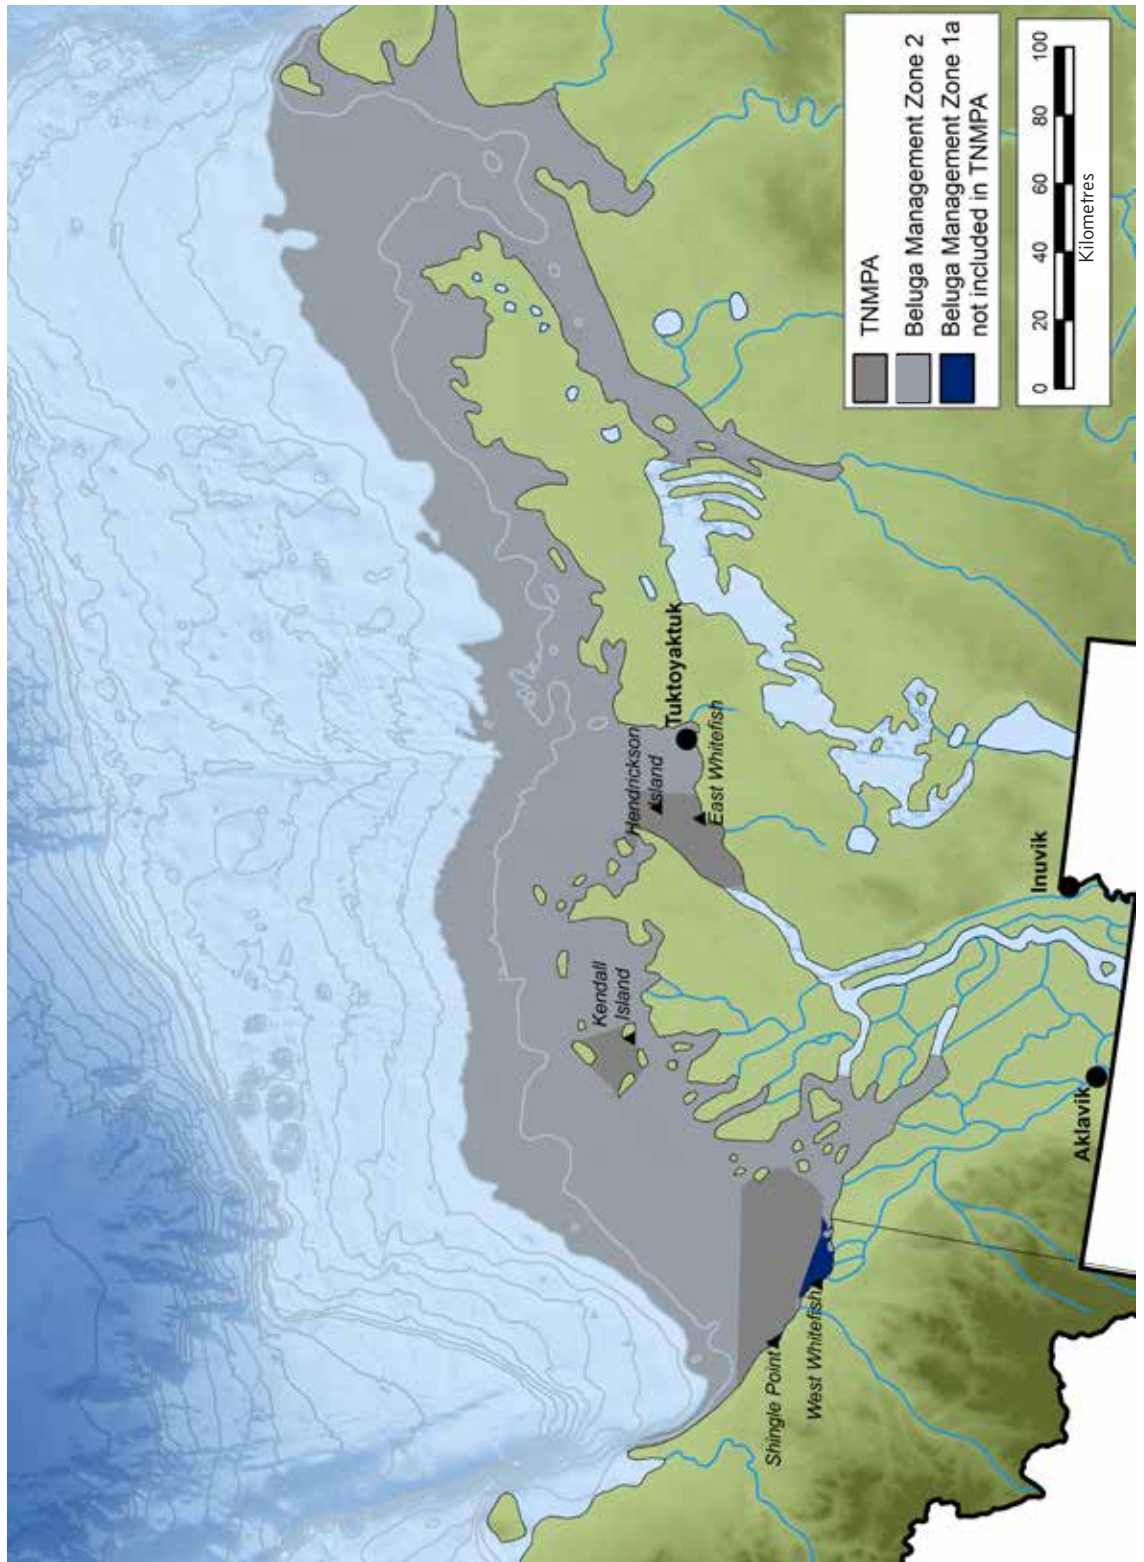 Hendrickson
Island
Tuktoyaktuk
East Whitefish
Kendall
Island
Inuvik
Aklavik
Shingle Point
West Whitefish
TNMPA
Beluga Management Zone 2
Beluga Management Zone 1a
not included in TNMPA
0 20 40 60 80 100
Kilometres